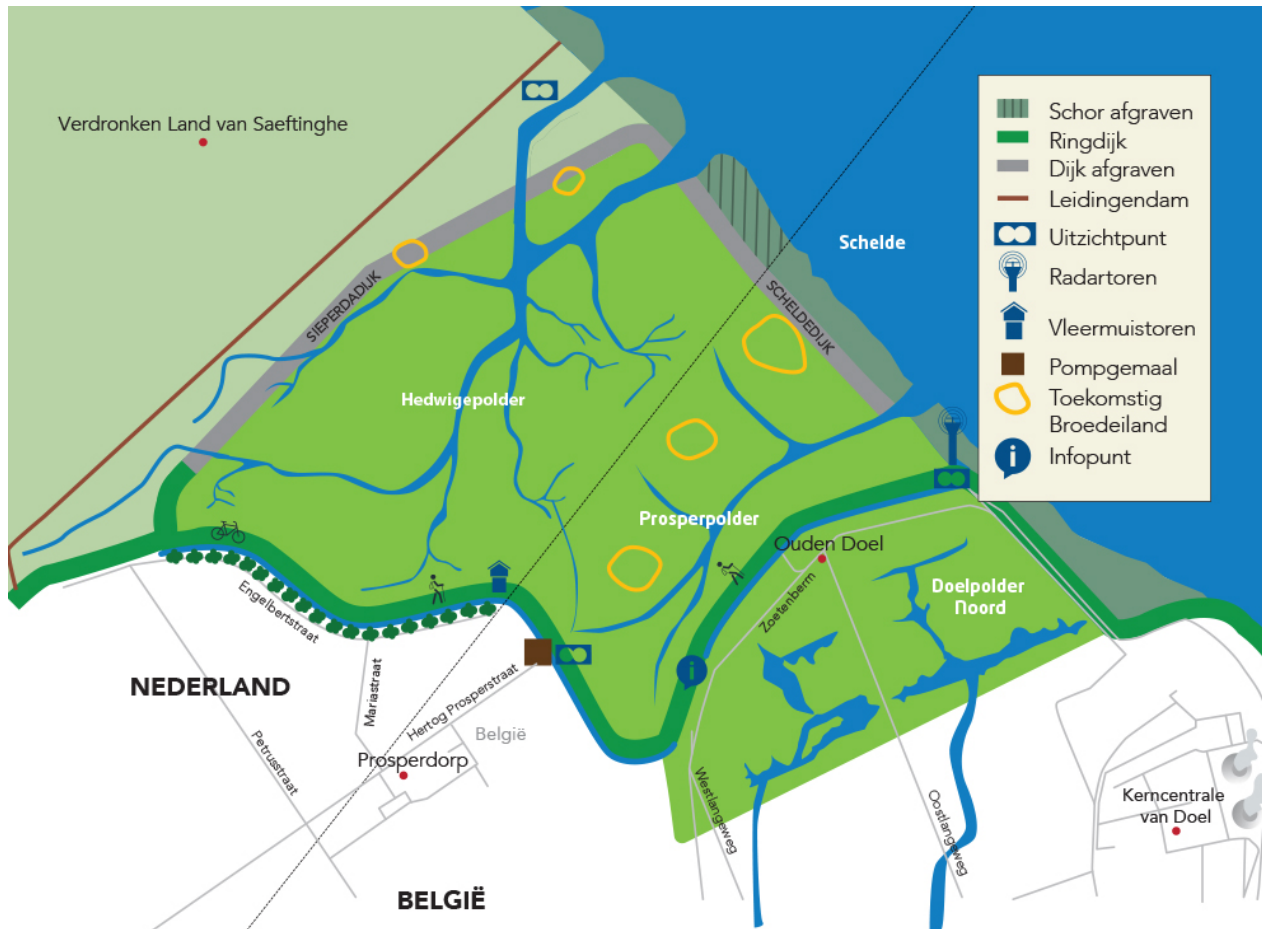 Verdronken Land van Saeftinghe
SIEPERDADIJK
SCHELDEDIJK
Schelde
Hedwigepolder
Prosperpolder
Ouden Doel
Zoetenberm
Doelpolder
Noord
Engelbertstraat
NEDERLAND
Mariastraat
Hertog Prosperstraat
België
Petrusstraat
Prosperdorp
Westlangeweg
Oostlangeweg
Kerncentrale
van Doel
BELGIË
Schor afgraven
Ringdijk
Dijk afgraven
Leidingendam
Uitzichtpunt
Radartoren
Vleermuistoren
Pompgemaal
Toekomstig
Broedeiland
Infopunt
i
i